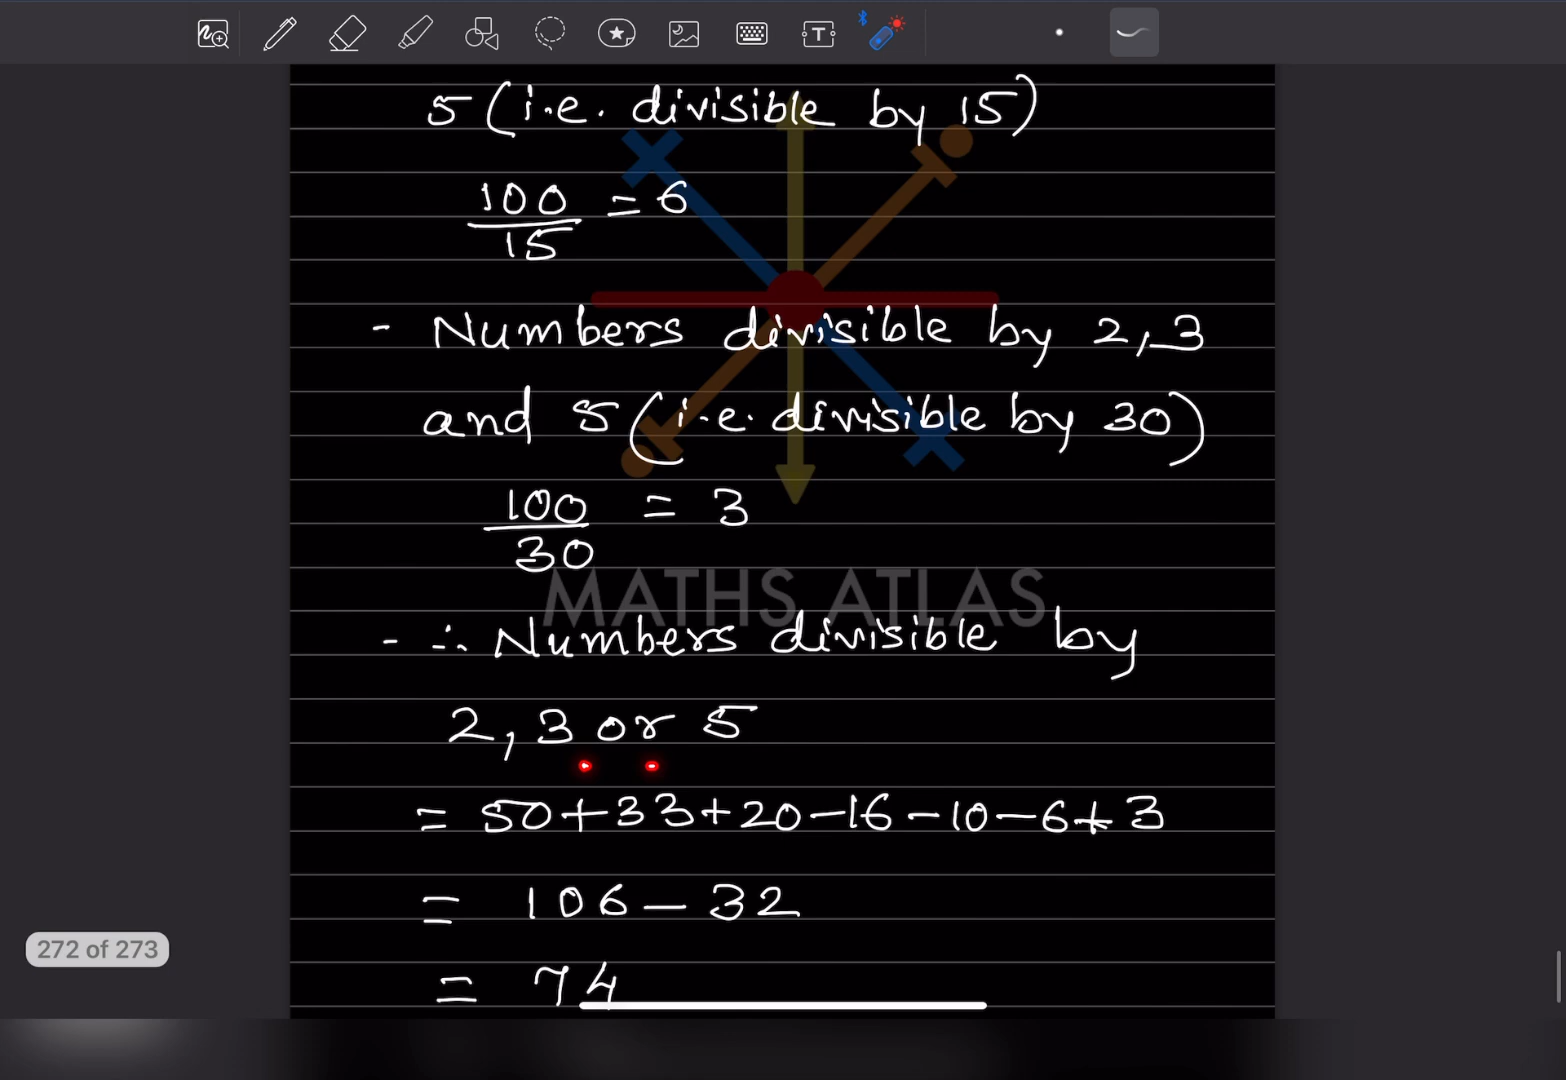 T
5 (i.e. divisible by 15)
100/15 = 6
- Numbers divisible by 2, 3
and 5 (i.e. divisible by 30)
100/30 = 3
MATHS ATLAS
- ∴ Numbers divisible by
2, 3 or 5
= 50+33+20-16-10-6+3
= 106-32
272 of 273
= 74